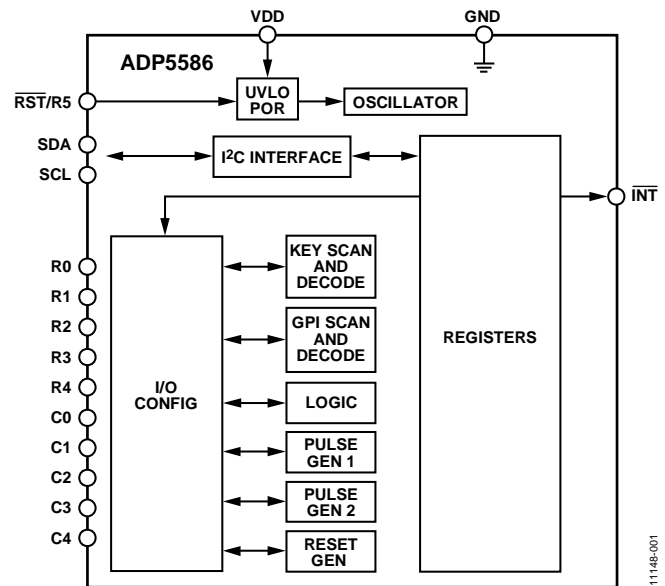 VDD
GND
ADP5586
RST/R5
UVLO
POR
OSCILLATOR
SDA
I²C INTERFACE
SCL
INT
R0
KEY SCAN
AND
DECODE
R1
R2
GPI SCAN
AND
DECODE
REGISTERS
R3
R4
I/O
CONFIG
LOGIC
C0
C1
PULSE
GEN 1
C2
C3
PULSE
GEN 2
C4
RESET
GEN
11148-001